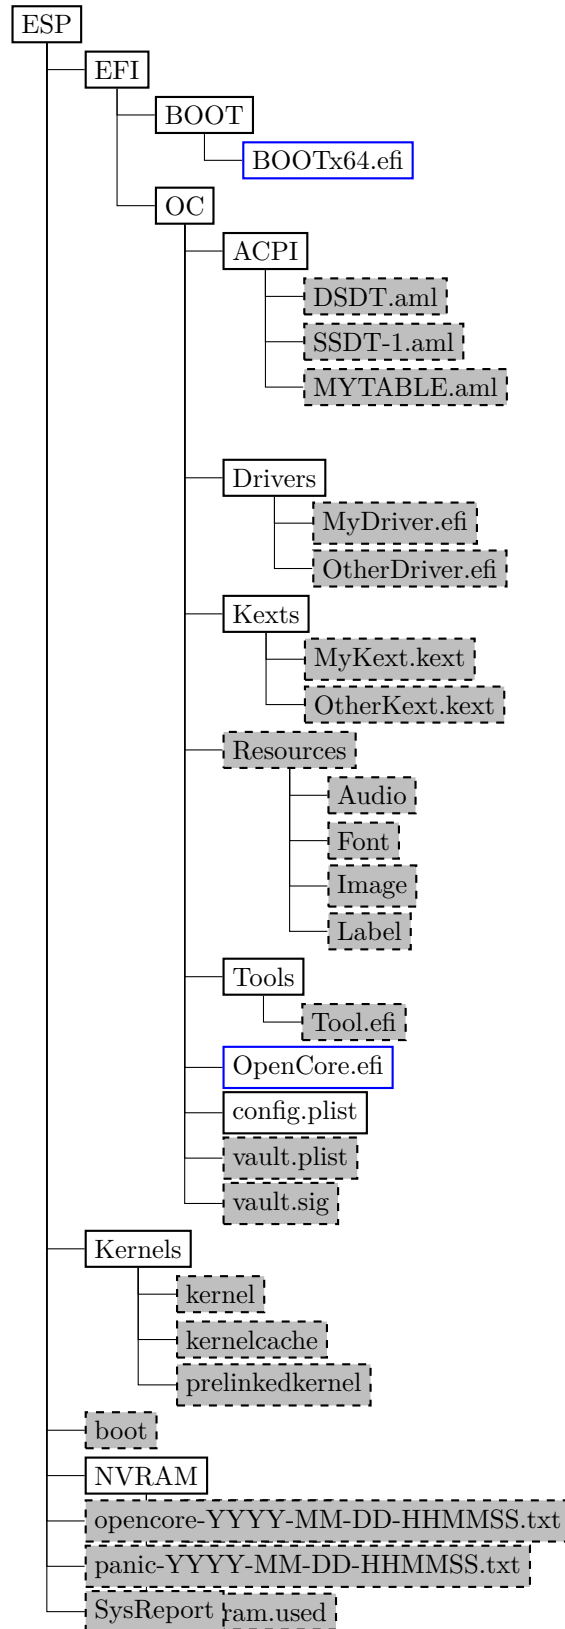 ESP
EFI
BOOT
BOOTx64.efi
OC
ACPI
DSDT.aml
SSDT-1.aml
MYTABLE.aml
Drivers
MyDriver.efi
OtherDriver.efi
Kexts
MyKext.kext
OtherKext.kext
Resources
Audio
Font
Image
Label
Tools
Tool.efi
OpenCore.efi
config.plist
vault.plist
vault.sig
Kernels
kernel
kernelcache
prelinkedkernel
boot
NVRAM
opencore-YYYY-MM-DD-HHMMSS.txt
panic-YYYY-MM-DD-HHMMSS.txt
SysReport ram.used